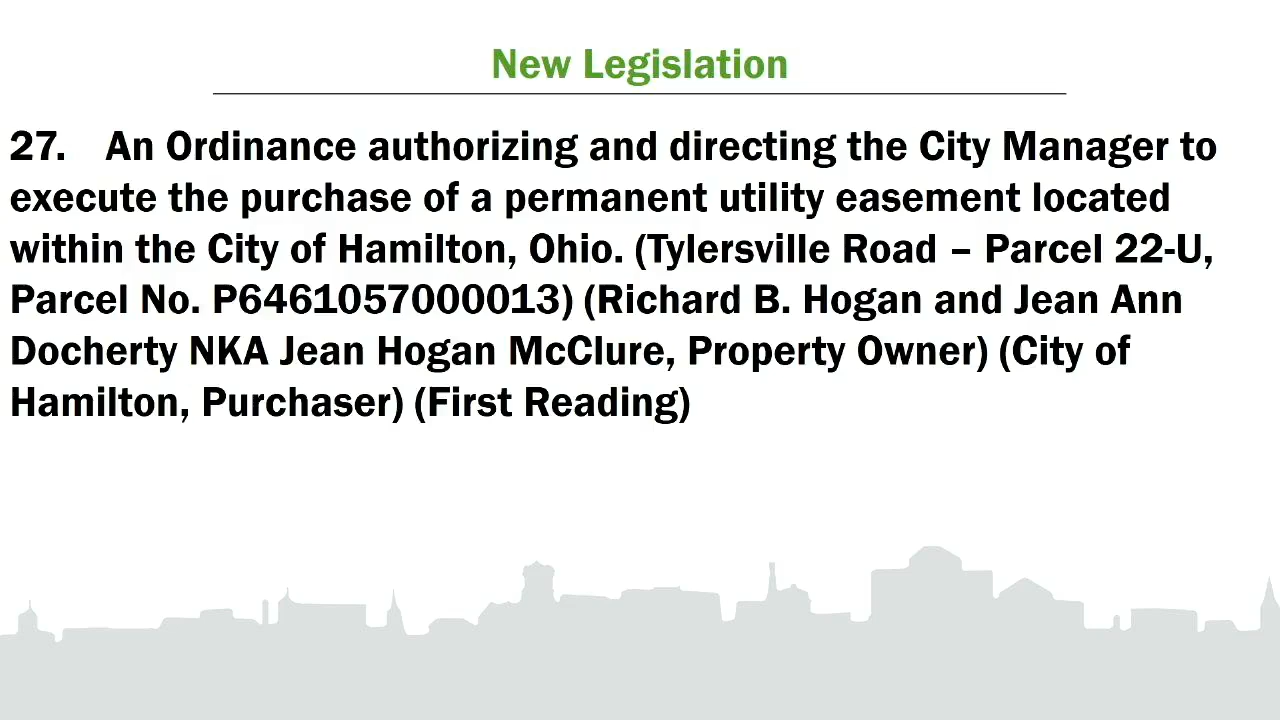 New Legislation
27. An Ordinance authorizing and directing the City Manager to
execute the purchase of a permanent utility easement located
within the City of Hamilton, Ohio. (Tylersville Road – Parcel 22-U,
Parcel No. P6461057000013) (Richard B. Hogan and Jean Ann
Docherty NKA Jean Hogan McClure, Property Owner) (City of
Hamilton, Purchaser) (First Reading)